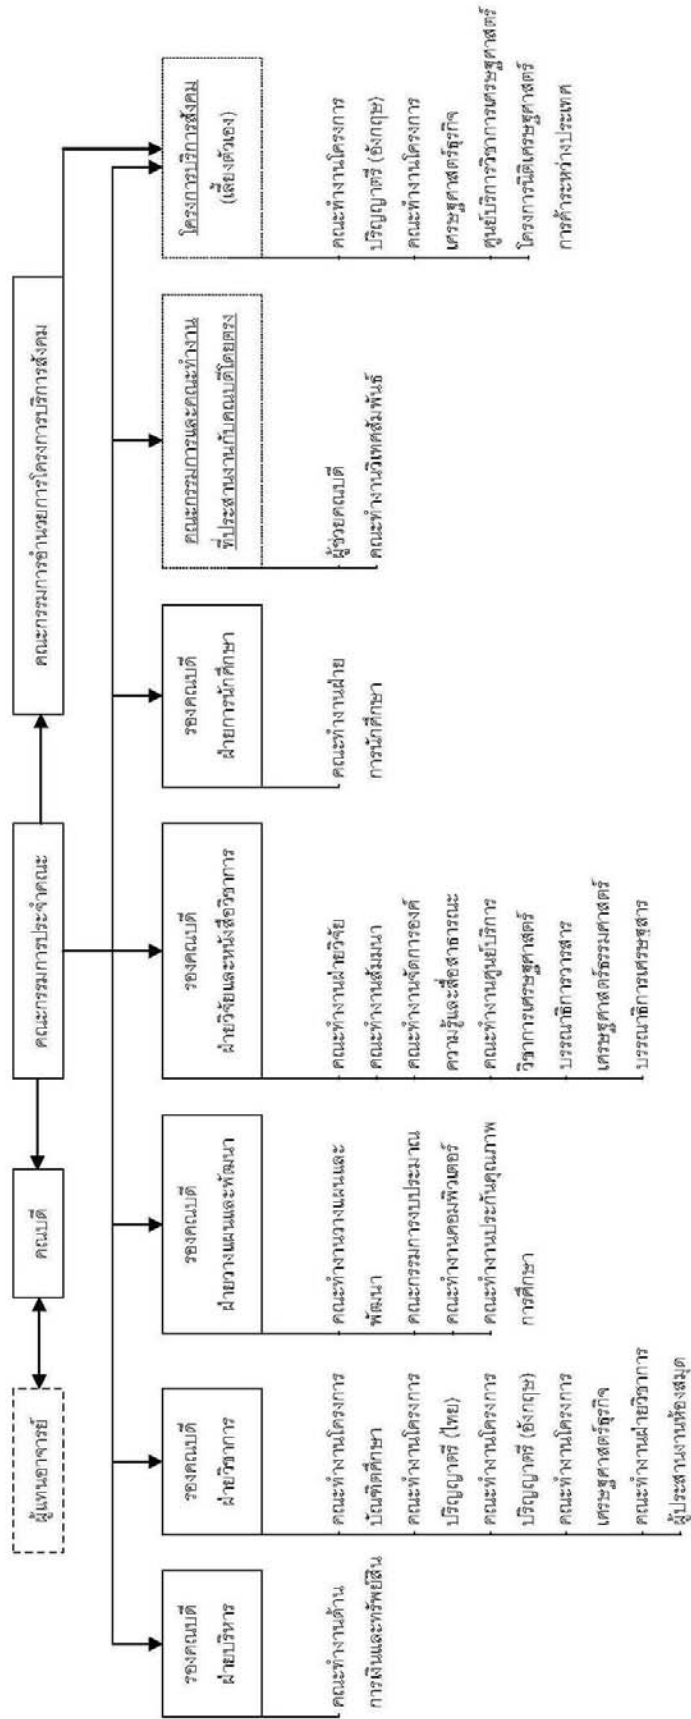 ผู้แทนอาจารย์
คณบดี
คณะกรรมการประจำคณะ
คณะกรรมการอำนวยการโครงการบริการสังคม
รองคณบดี
ฝ่ายบริหาร
คณะทำงานด้าน
การเงินและทรัพย์สิน
รองคณบดี
ฝ่ายวิชาการ
คณะทำงานโครงการ
บัณฑิตศึกษา
คณะทำงานโครงการ
ปริญญาตรี (ไทย)
คณะทำงานโครงการ
ปริญญาตรี (อังกฤษ)
คณะทำงานโครงการ
เศรษฐศาสตร์ธุรกิจ
คณะทำงานฝ่ายวิชาการ
ผู้ประสานงานห้องสมุด
รองคณบดี
ฝ่ายวางแผนและพัฒนา
คณะทำงานวางแผนและ
พัฒนา
คณะกรรมการงบประมาณ
คณะทำงานคอมพิวเตอร์
คณะทำงานประกันคุณภาพ
การศึกษา
รองคณบดี
ฝ่ายวิจัยและหนังสือวิชาการ
คณะทำงานฝ่ายวิจัย
คณะทำงานสัมมนา
คณะทำงานจัดการองค์
ความรู้และสื่อสาธารณะ
คณะทำงานศูนย์บริการ
วิชาการเศรษฐศาสตร์
บรรณาธิการวารสาร
เศรษฐศาสตร์ธรรมศาสตร์
บรรณาธิการเศรษฐสาร
รองคณบดี
ฝ่ายการนักศึกษา
คณะทำงานฝ่าย
การนักศึกษา
คณะกรรมการและคณะทำงาน
ที่ประสานงานกับคณบดีโดยตรง
ผู้ช่วยคณบดี
คณะทำงานวิเทศสัมพันธ์
โครงการบริการสังคม
(เลี้ยงตัวเอง)
คณะทำงานโครงการ
ปริญญาตรี (อังกฤษ)
คณะทำงานโครงการ
เศรษฐศาสตร์ธุรกิจ
ศูนย์บริการวิชาการเศรษฐศาสตร์
โครงการนิติเศรษฐศาสตร์
การค้าระหว่างประเทศ